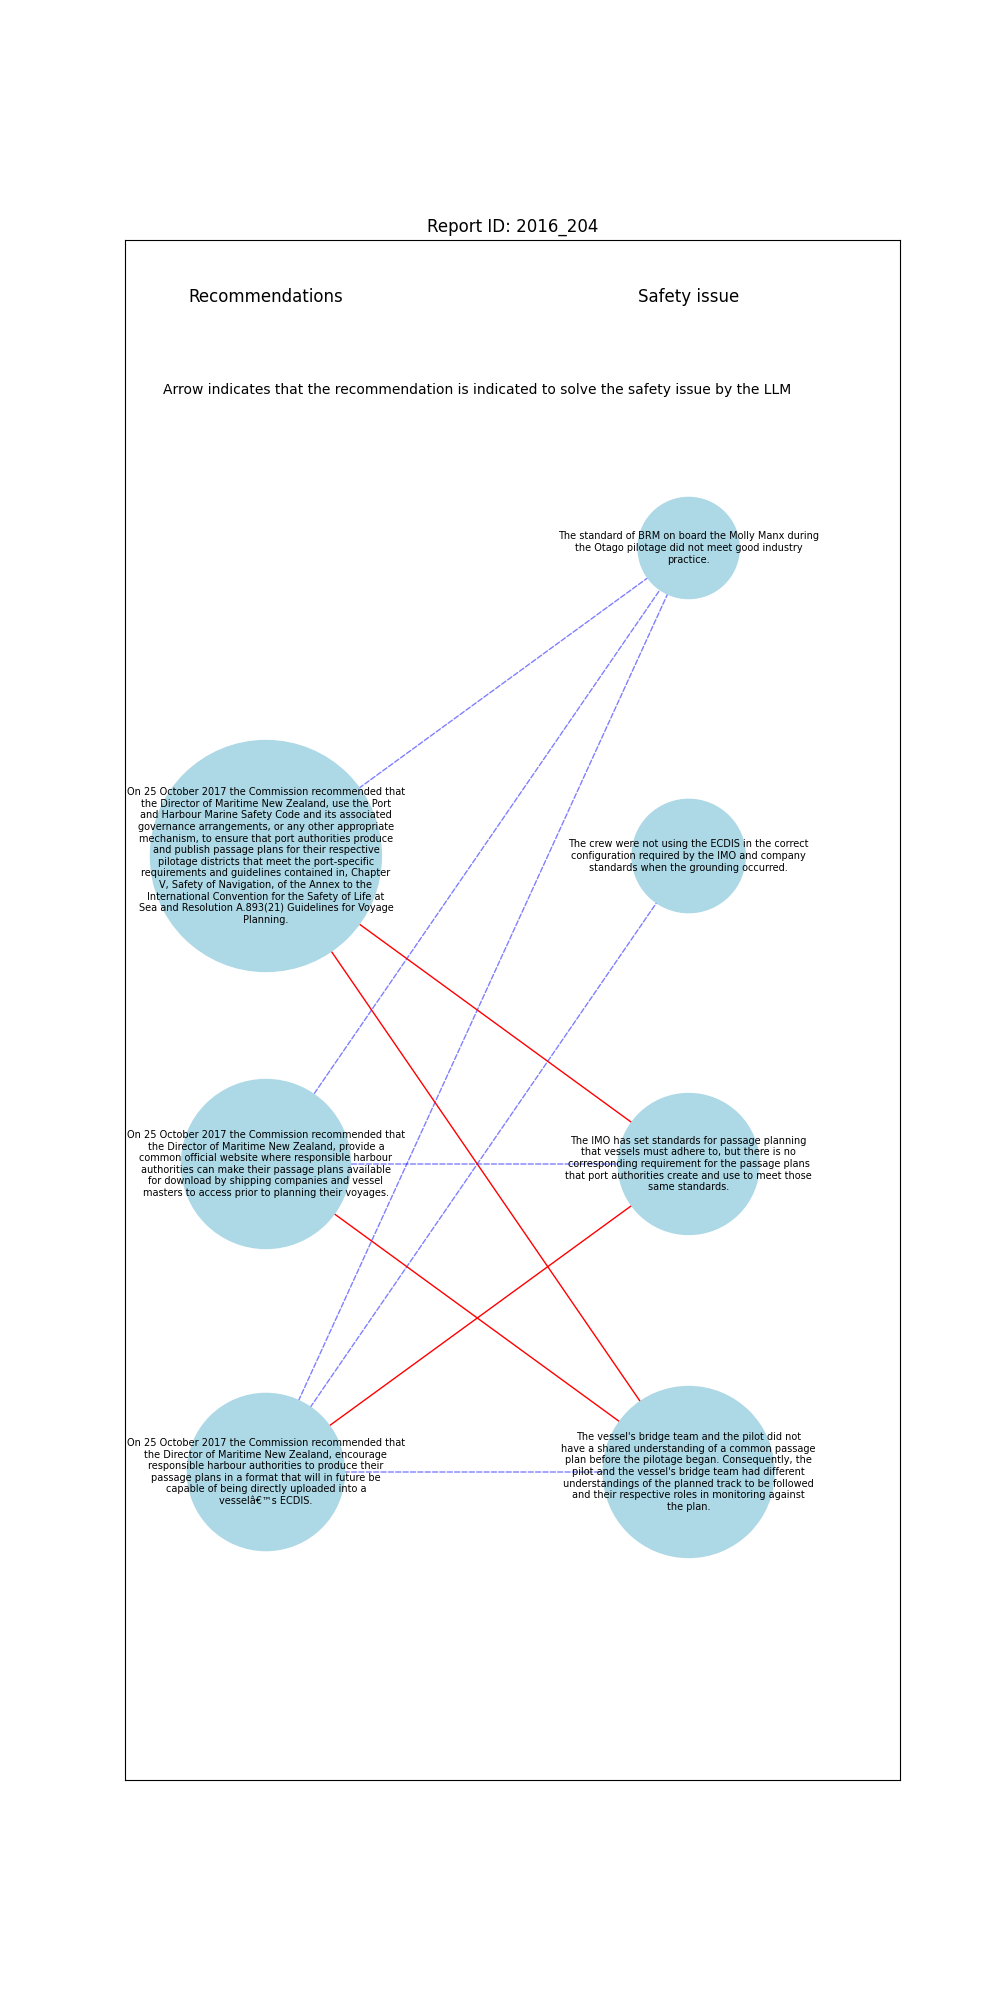 Report ID: 2016_204
Recommendations
Safety issue
Arrow indicates that the recommendation is indicated to solve the safety issue by the LLM
The standard of BRM on board the Molly Manx during
the Otago pilotage did not meet good industry
practice.
On 25 October 2017 the Commission recommended that
the Director of Maritime New Zealand, use the Port
and Harbour Marine Safety Code and its associated
governance arrangements, or any other appropriate
mechanism, to ensure that port authorities produce
and publish passage plans for their respective
pilotage districts that meet the port-specific
requirements and guidelines contained in, Chapter
V, Safety of Navigation, of the Annex to the
International Convention for the Safety of Life at
Sea and Resolution A.893(21) Guidelines for Voyage
Planning.
The crew were not using the ECDIS in the correct
configuration required by the IMO and company
standards when the grounding occurred.
On 25 October 2017 the Commission recommended that
the Director of Maritime New Zealand, provide a
common official website where responsible harbour
authorities can make their passage plans available
for download by shipping companies and vessel
masters to access prior to planning their voyages.
The IMO has set standards for passage planning
that vessels must adhere to, but there is no
corresponding requirement for the passage plans
that port authorities create and use to meet those
same standards.
On 25 October 2017 the Commission recommended that
the Director of Maritime New Zealand, encourage
responsible harbour authorities to produce their
passage plans in a format that will in future be
capable of being directly uploaded into a
vesselâ€™s ECDIS.
The vessel's bridge team and the pilot did not
have a shared understanding of a common passage
plan before the pilotage began. Consequently, the
pilot and the vessel's bridge team had different
understandings of the planned track to be followed
and their respective roles in monitoring against
the plan.